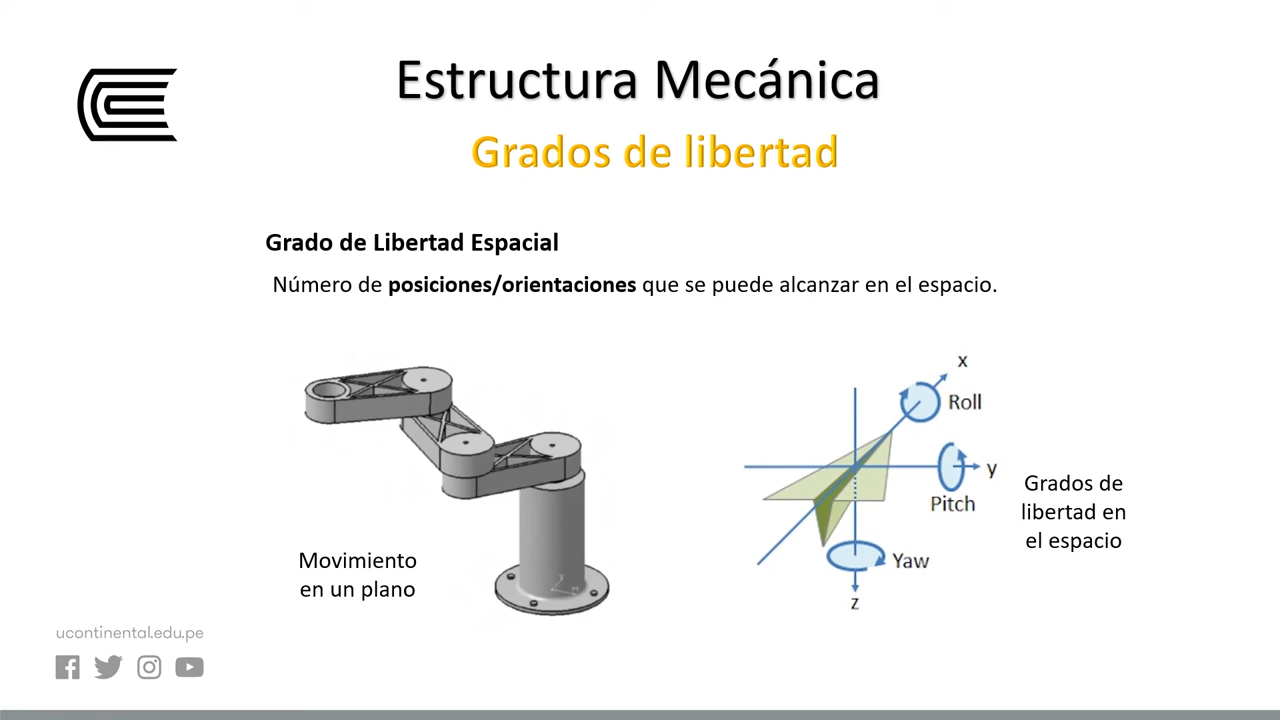 Estructura Mecánica
Grados de libertad
Grado de Libertad Espacial
Número de posiciones/orientaciones que se puede alcanzar en el espacio.
Movimiento
en un plano
x
Roll
y
Pitch
Yaw
z
Grados de
libertad en
el espacio
ucontinental.edu.pe